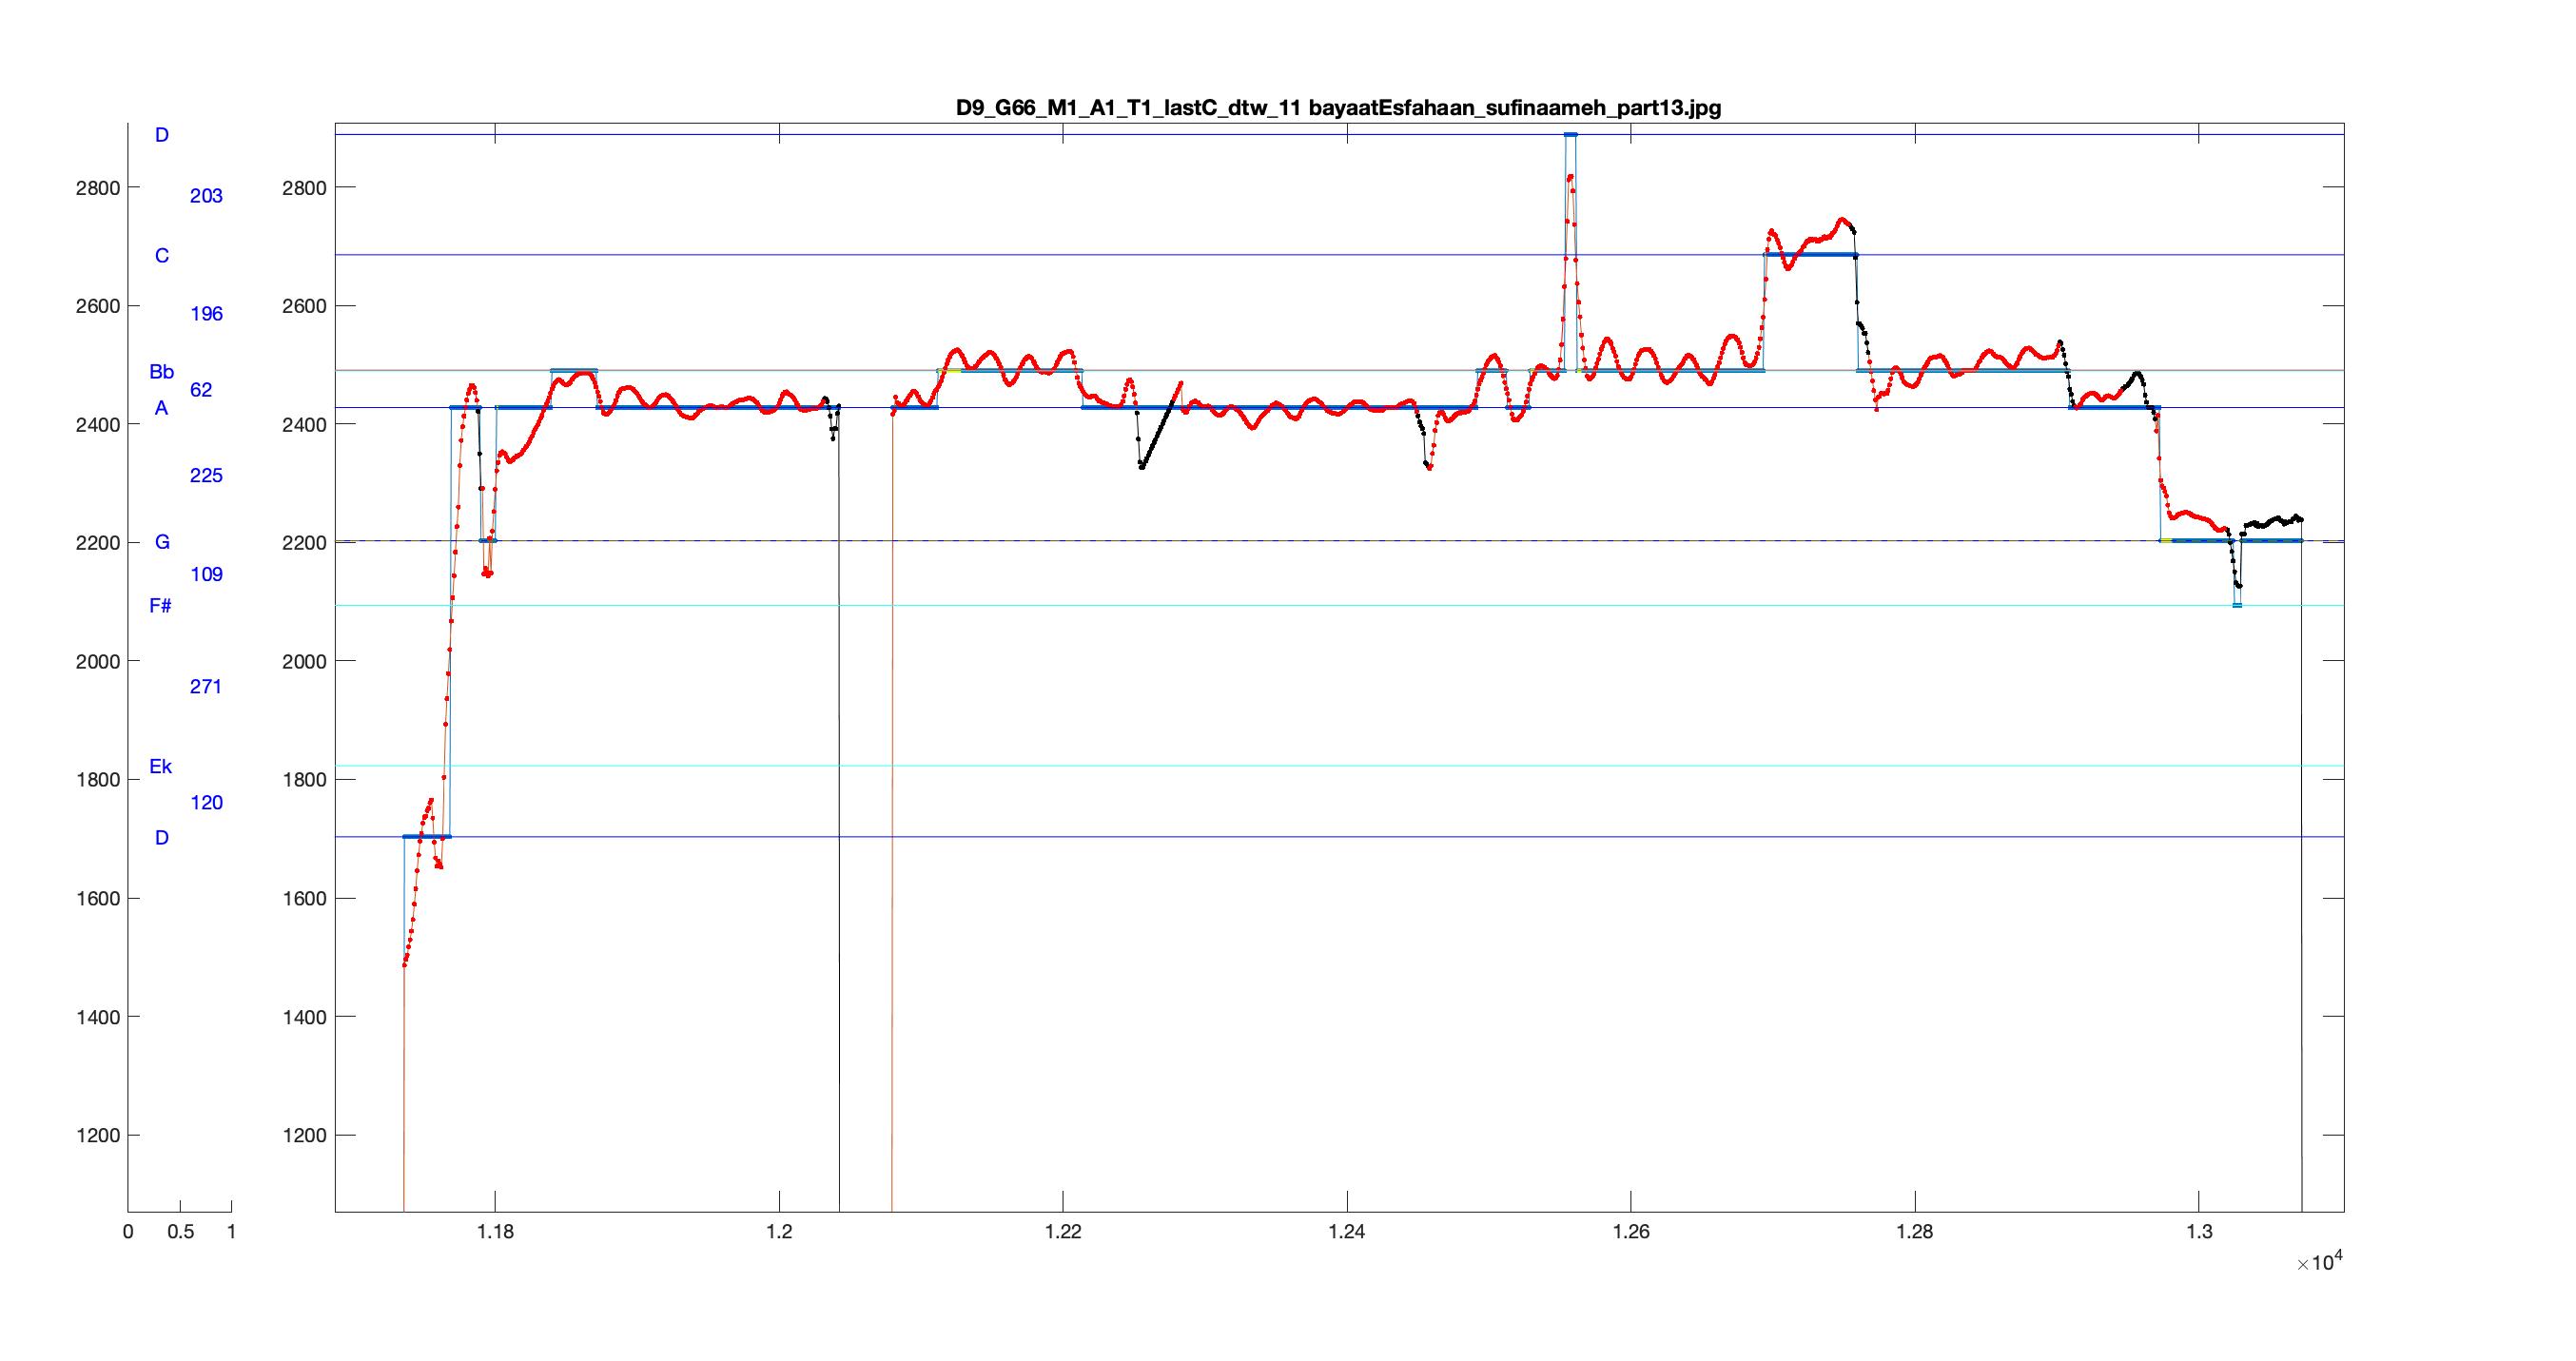 D9_G66_M1_A1_T1_lastC_dtw_11 bayaatEsfahaan_sufinaameh_part13.jpg
D
2800 203 2800
C
2600 196 2600
Bb
62
A
2400 2400
225
2200 G 2200
109
F#
2000 2000
271
Ek
1800 1800
120
D
1600 1600
1400 1400
1200 1200
0 0.5 1 1.18 1.2 1.22 1.24 1.26 1.28 1.3
×10⁴